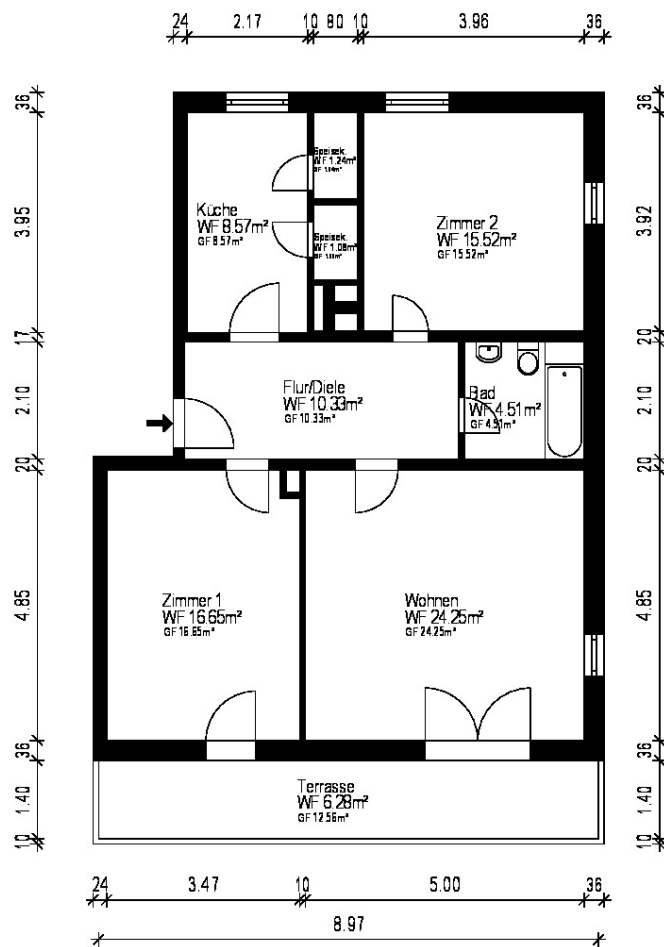 24 2.17 10 80 10 3.96
36
3.95
17
2.10
20
4.85
36
1.40
10
36
3.92
20
2.10
20
4.85
36
1.40
10
Speisek.
WF 1.24m²
Küche
WF 8.57m²
GF 8.57m²
Speisek.
WF 1.08m²
Zimmer 2
WF 15.52m²
GF 15.52m²
Flur/Diele
WF 10.33m²
GF 10.33m²
Bad
WF 4.51m²
GF 4.51m²
Zimmer 1
WF 16.65m²
GF 16.65m²
Wohnen
WF 24.25m²
GF 24.25m²
Terrasse
WF 6.28m²
GF 12.56m²
24 3.47 10 5.00 36
8.97